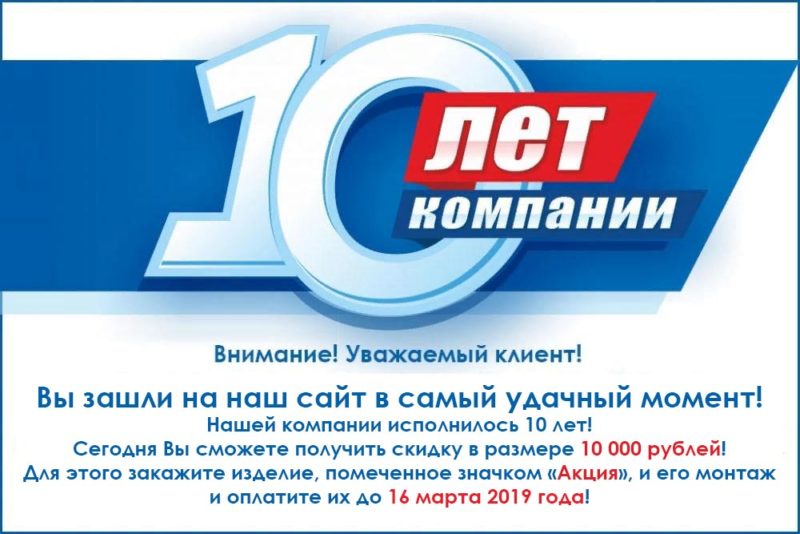 10 лет
компании
Внимание! Уважаемый клиент!
Вы зашли на наш сайт в самый удачный момент!
Нашей компании исполнилось 10 лет!
Сегодня Вы сможете получить скидку в размере 10 000 рублей!
Для этого закажите изделие, помеченное значком «Акция», и его монтаж
и оплатите их до 16 марта 2019 года!